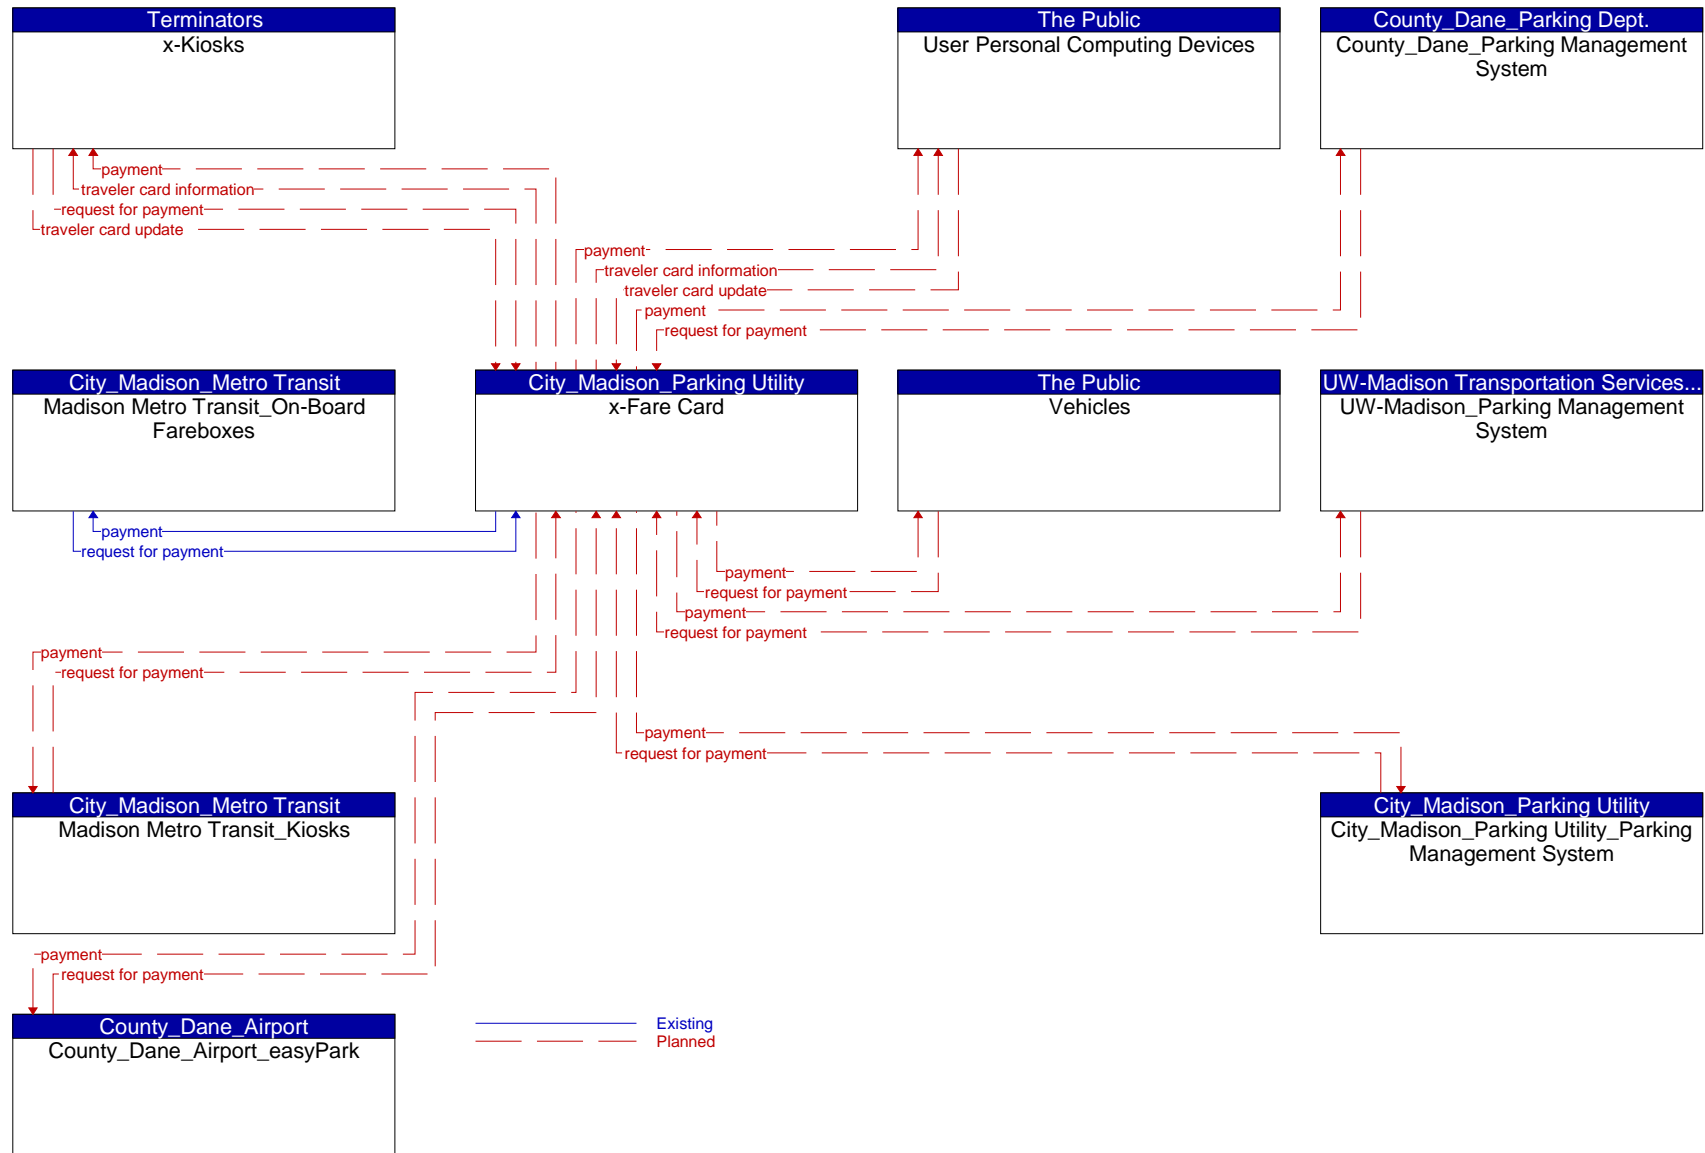 Terminators
x-Kiosks
The Public
User Personal Computing Devices
County_Dane_Parking Dept.
County_Dane_Parking Management
System
payment
traveler card information
request for payment
traveler card update
payment
traveler card information
traveler card update
payment
request for payment
City_Madison_Metro Transit
Madison Metro Transit_On-Board
Fareboxes
City_Madison_Parking Utility
x-Fare Card
The Public
Vehicles
UW-Madison Transportation Services...
UW-Madison_Parking Management
System
payment
request for payment
payment
request for payment
payment
request for payment
payment
request for payment
payment
request for payment
City_Madison_Metro Transit
Madison Metro Transit_Kiosks
City_Madison_Parking Utility
City_Madison_Parking Utility_Parking
Management System
payment
request for payment
County_Dane_Airport
County_Dane_Airport_easyPark
Existing
Planned